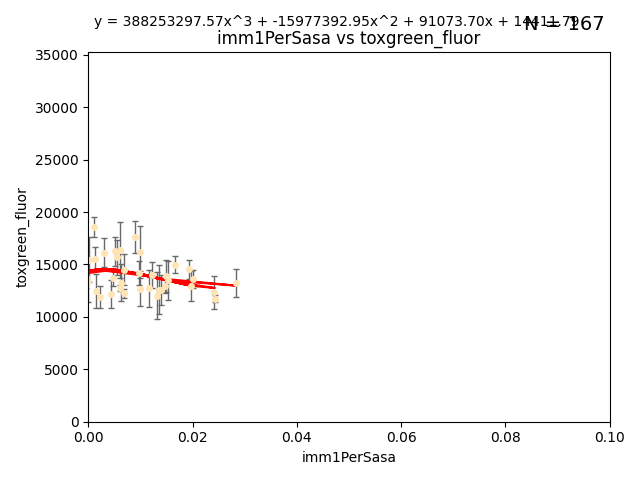 y = 388253297.57x^3 + -15977392.95x^2 + 91073.70x + 14411.79
N = 167
imm1PerSasa vs toxgreen_fluor
35000
30000
25000
20000
15000
10000
5000
0
toxgreen_fluor
0.00 0.02 0.04 0.06 0.08 0.10
imm1PerSasa